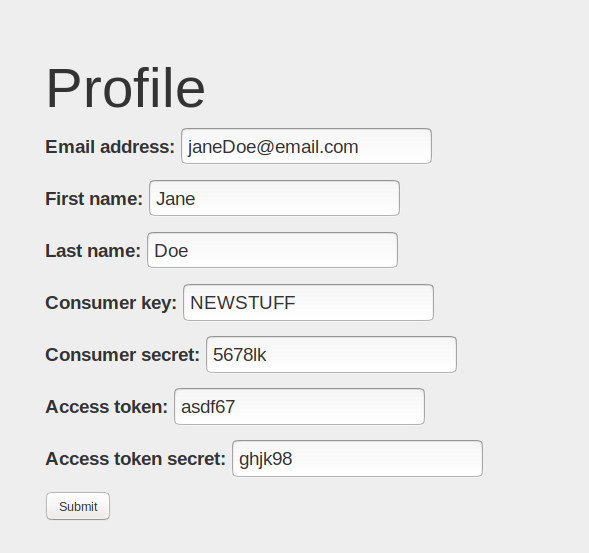 Profile
Email address: janeDoe@email.com
First name: Jane
Last name: Doe
Consumer key: NEWSTUFF
Consumer secret: 5678lk
Access token: asdf67
Access token secret: ghjk98
Submit